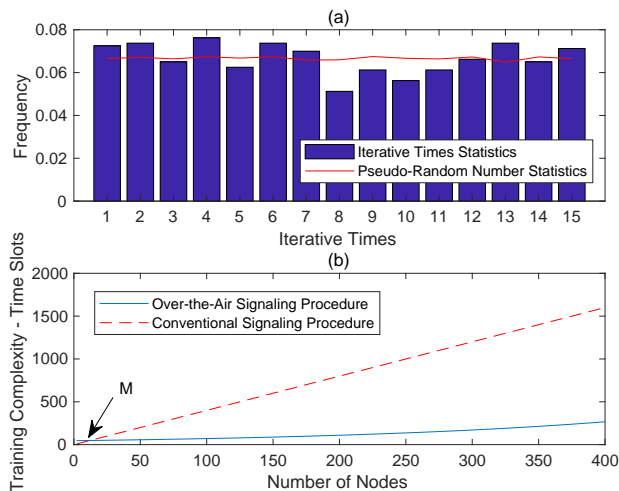 (a)
Frequency
0.08
0.06
0.04
0.02
0
Iterative Times Statistics
Pseudo-Random Number Statistics
1 2 3 4 5 6 7 8 9 10 11 12 13 14 15
Iterative Times
(b)
Training Complexity - Time Slots
2000
1500
1000
500
0
Over-the-Air Signaling Procedure
Conventional Signaling Procedure
M
0 50 100 150 200 250 300 350 400
Number of Nodes